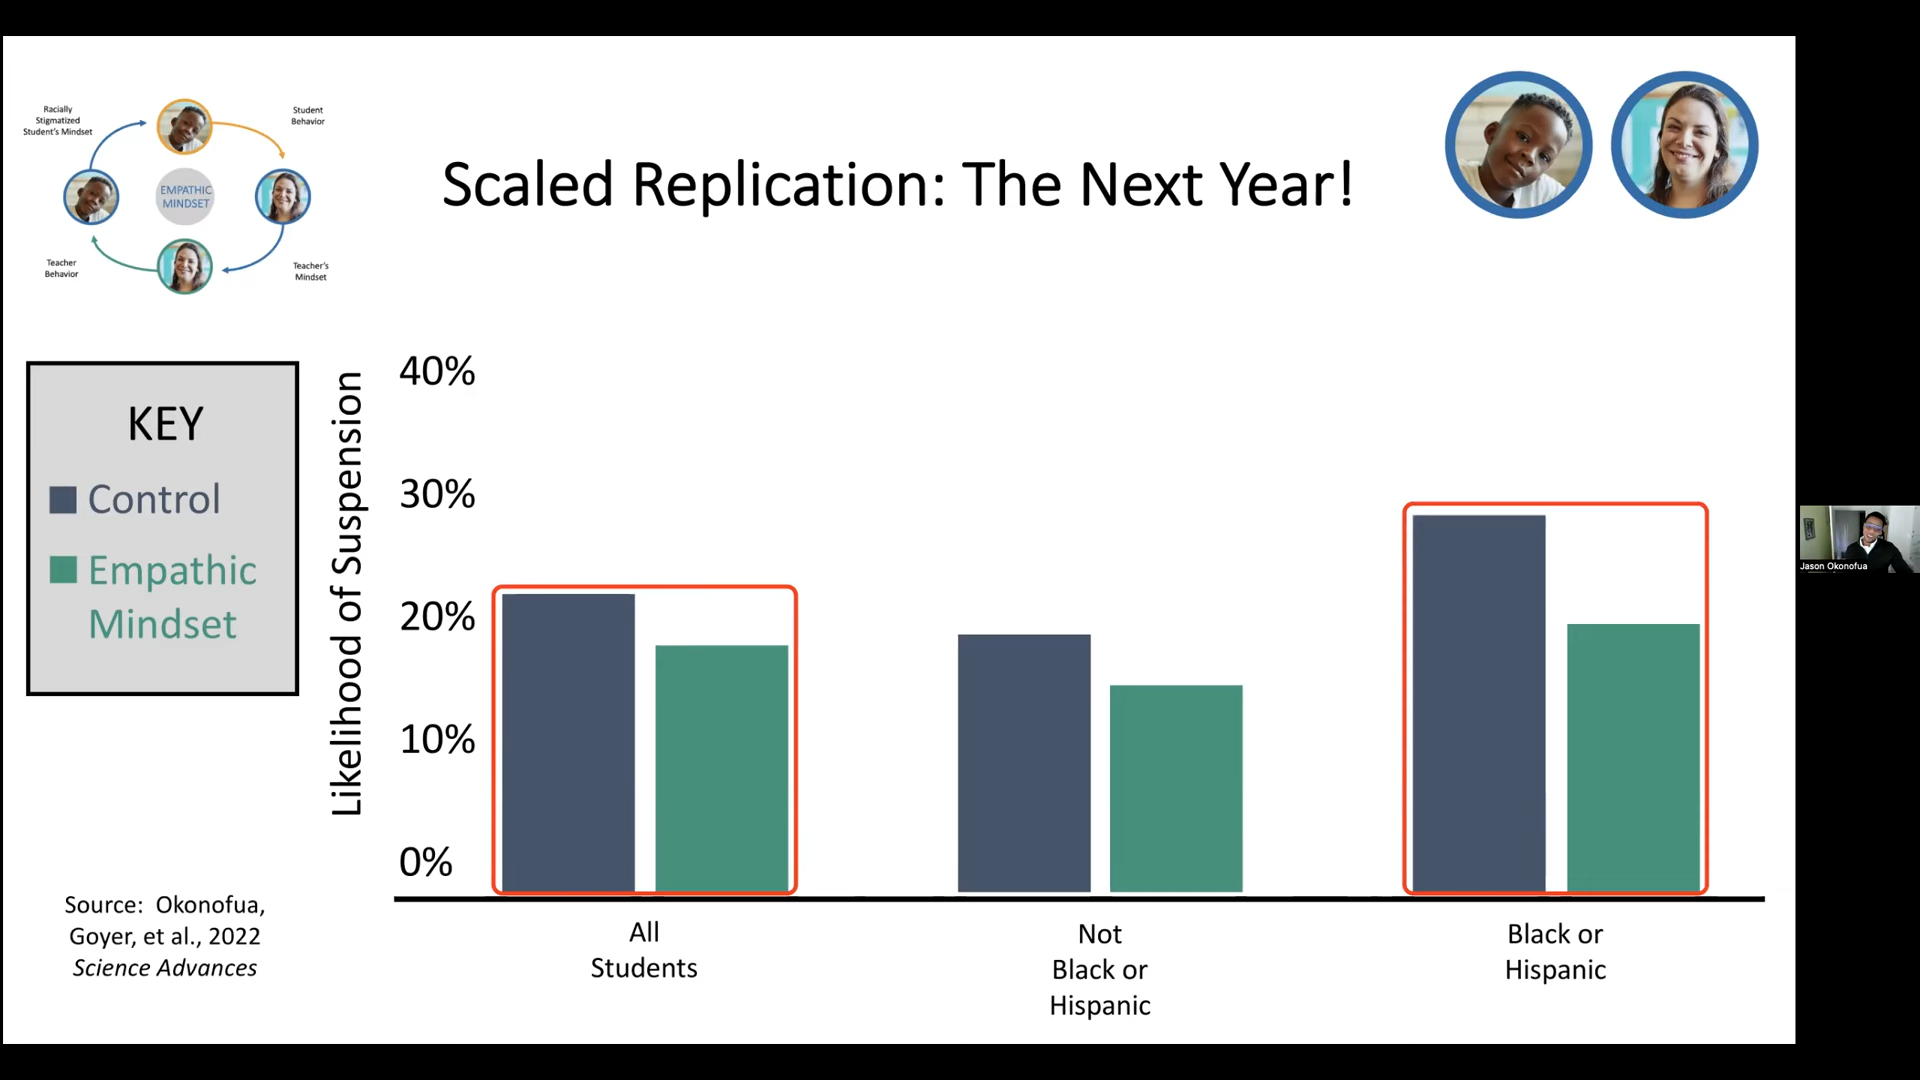 Racially
Stigmatized
Student's Mindset
Student
Behavior
EMPATHIC
MINDSET
Teacher
Behavior
Teacher's
Mindset
Scaled Replication: The Next Year!
KEY
Control
Empathic
Mindset
Likelihood of Suspension
40%
30%
20%
10%
0%
All
Students
Not
Black or
Hispanic
Black or
Hispanic
Source:  Okonofua,
Goyer, et al., 2022
Science Advances
Jason Okonofua